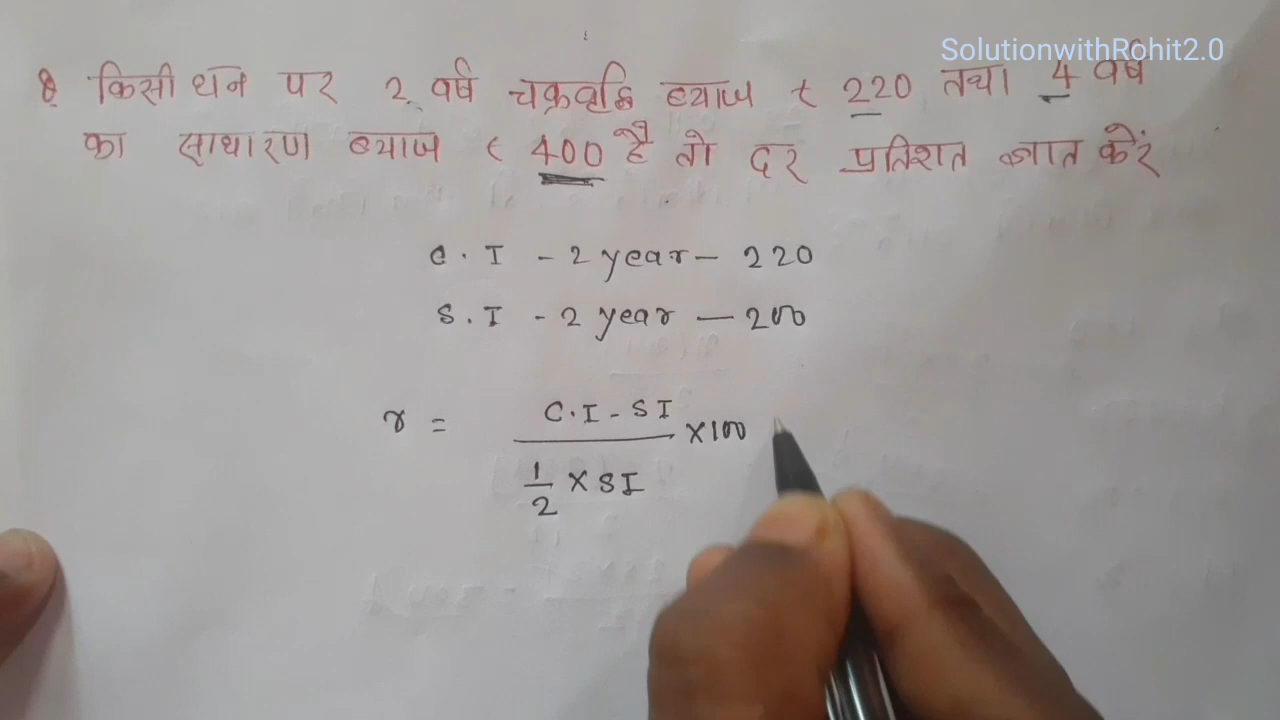 SolutionwithRohit2.0
Q किसी धन पर 2 वर्ष चक्रवृद्धि ब्याज ₹ 220 तथा 4 वर्ष
का साधारण ब्याज ₹ 400 है तो दर प्रतिशत ज्ञात करें
C.I - 2 year - 220
S.I - 2 year - 200
r = C.I - SI / 1/2 × SI × 100